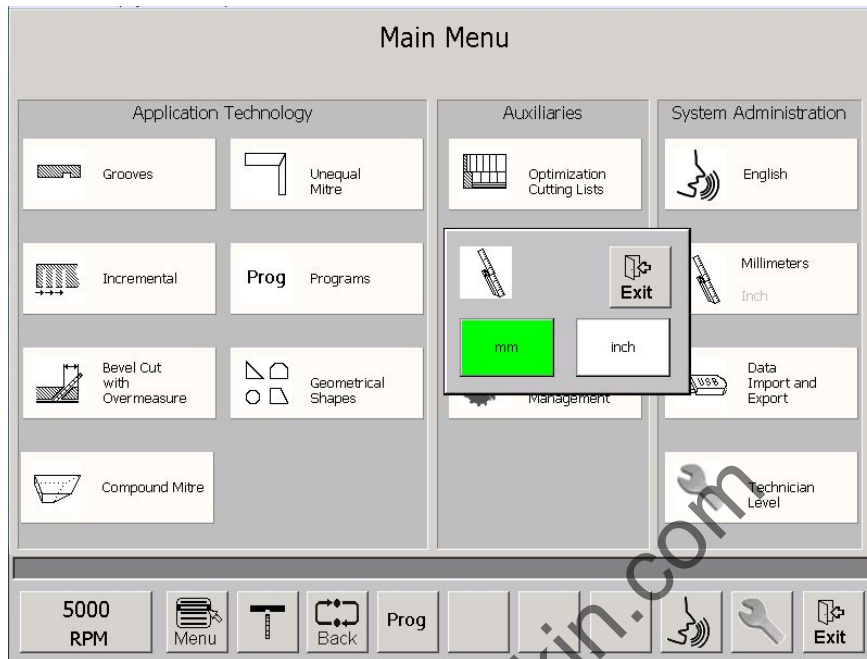 Main Menu
Application Technology
Auxiliaries
System Administration
Grooves
Unequal
Mitre
Optimization
Cutting Lists
English
Incremental
Prog
Programs
Exit
mm
inch
Millimeters
Inch
Bevel Cut
with
Overmeasure
Geometrical
Shapes
Management
USB
Data
Import and
Export
Compound Mitre
Technician
Level
5000
RPM
Menu
Back
Prog
Exit